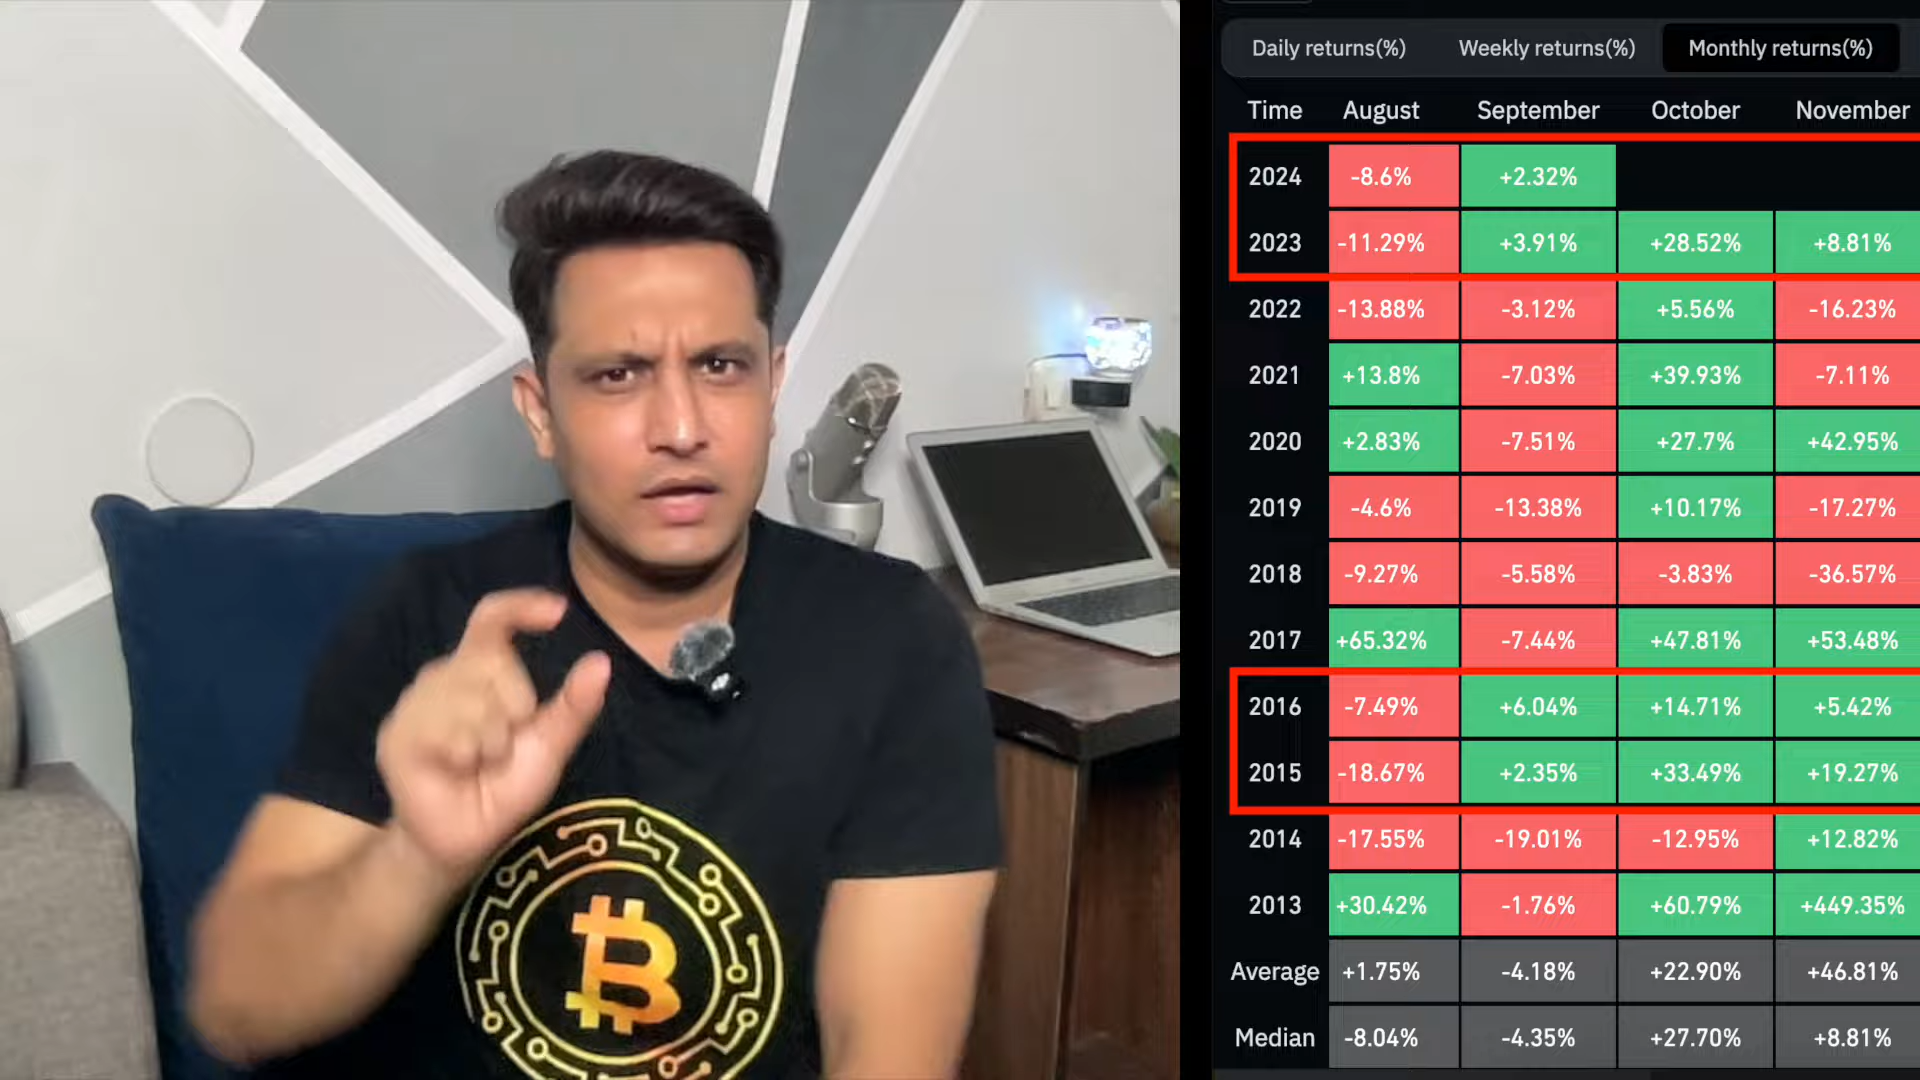 Daily returns(%) Weekly returns(%) Monthly returns(%)
Time August September October November
2024 -8.6% +2.32%
2023 -11.29% +3.91% +28.52% +8.81%
2022 -13.88% -3.12% +5.56% -16.23%
2021 +13.8% -7.03% +39.93% -7.11%
2020 +2.83% -7.51% +27.7% +42.95%
2019 -4.6% -13.38% +10.17% -17.27%
2018 -9.27% -5.58% -3.83% -36.57%
2017 +65.32% -7.44% +47.81% +53.48%
2016 -7.49% +6.04% +14.71% +5.42%
2015 -18.67% +2.35% +33.49% +19.27%
2014 -17.55% -19.01% -12.95% +12.82%
2013 +30.42% -1.76% +60.79% +449.35%
Average +1.75% -4.18% +22.90% +46.81%
Median -8.04% -4.35% +27.70% +8.81%